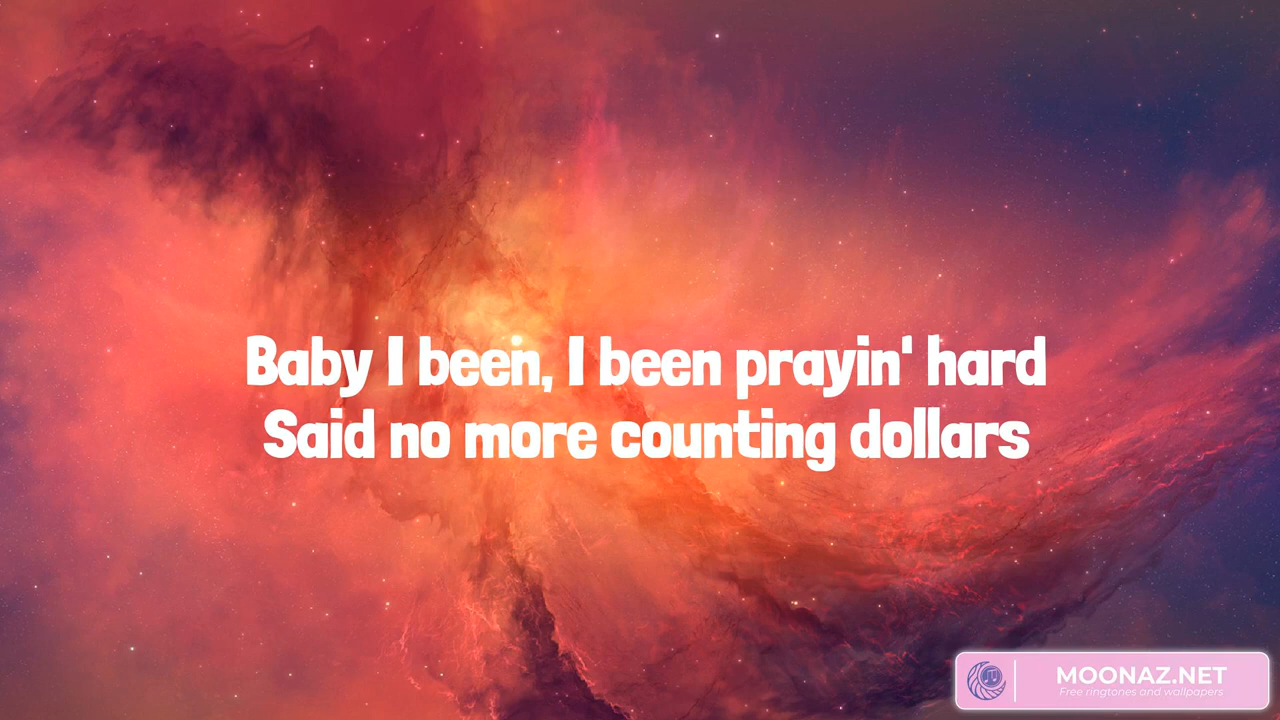 Baby I been, I been prayin' hard
Said no more counting dollars
MOONAZ.NET
Free ringtones and wallpapers